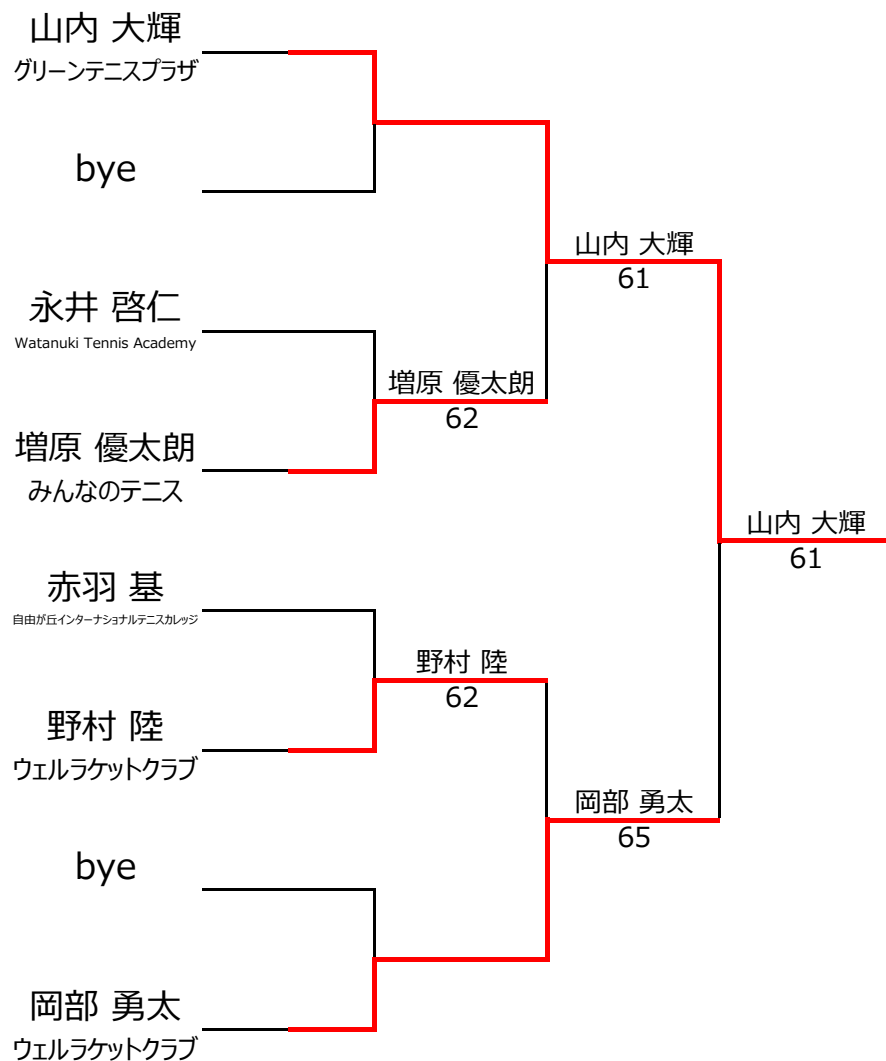 山内 大輝
グリーンテニスプラザ
bye
山内 大輝
61
永井 啓仁
Watanuki Tennis Academy
増原 優太朗
62
増原 優太朗
みんなのテニス
山内 大輝
61
赤羽 基
自由が丘インターナショナルテニスカレッジ
野村 陸
62
野村 陸
ウェルラケットクラブ
岡部 勇太
65
bye
岡部 勇太
ウェルラケットクラブ